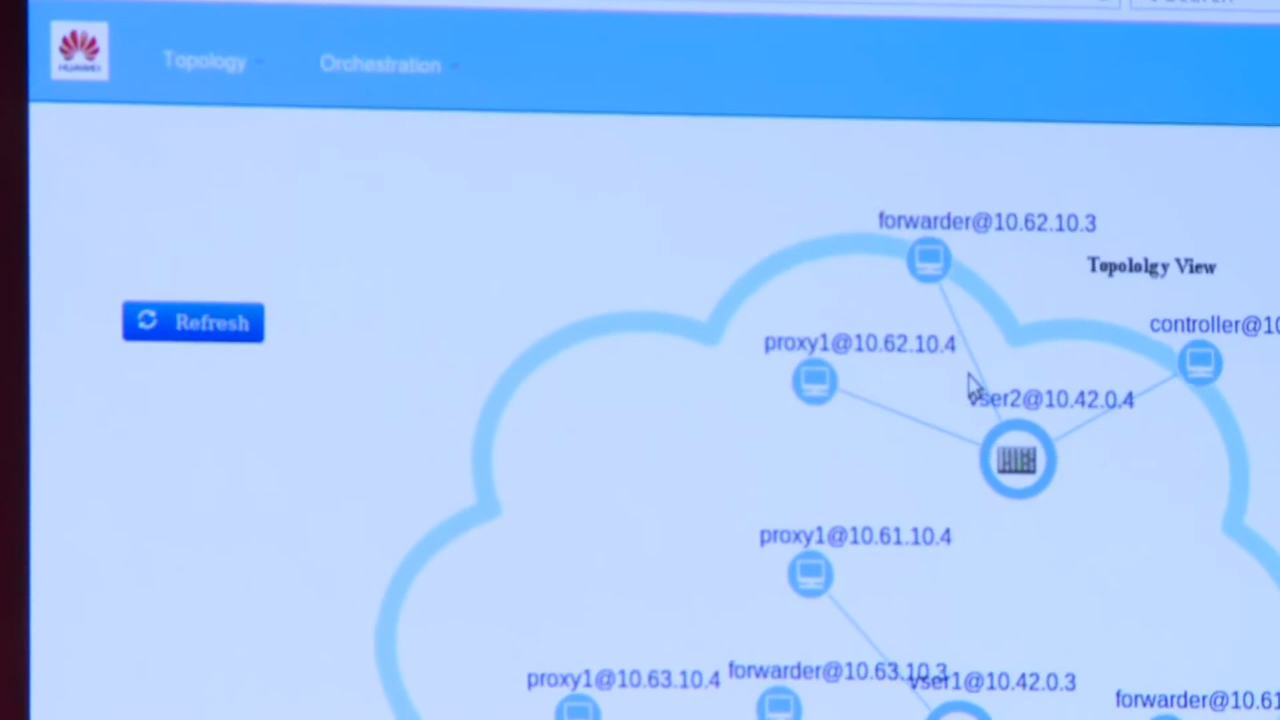 Search
HUAWEI
Topology
Orchestration
forwarder@10.62.10.3
Topololgy View
controller@10
Refresh
proxy1@10.62.10.4
vser2@10.42.0.4
proxy1@10.61.10.4
proxy1@10.63.10.4
forwarder@10.63.10.3
vser1@10.42.0.3
forwarder@10.61